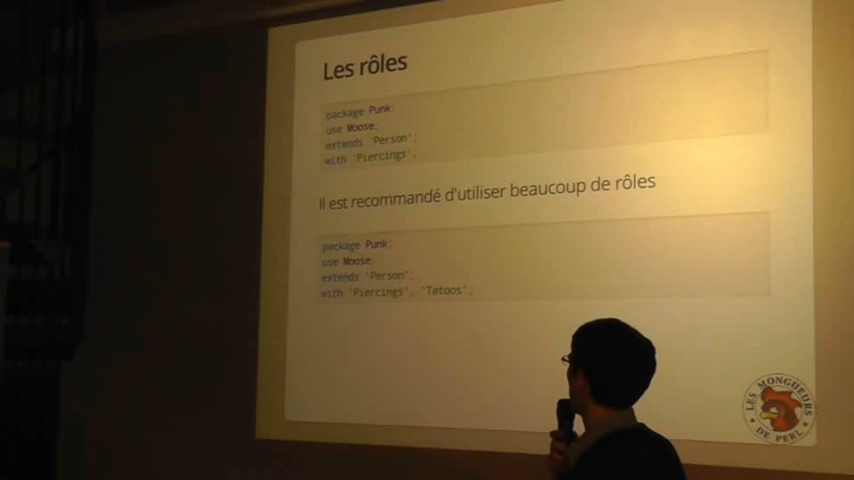 Les rôles
package Punk;
use Moose;
extends 'Person';
with 'Piercings';
Il est recommandé d'utiliser beaucoup de rôles
package Punk;
use Moose;
extends 'Person';
with 'Piercings', 'Tatoos';
LES MONGUEURS
DE PERL